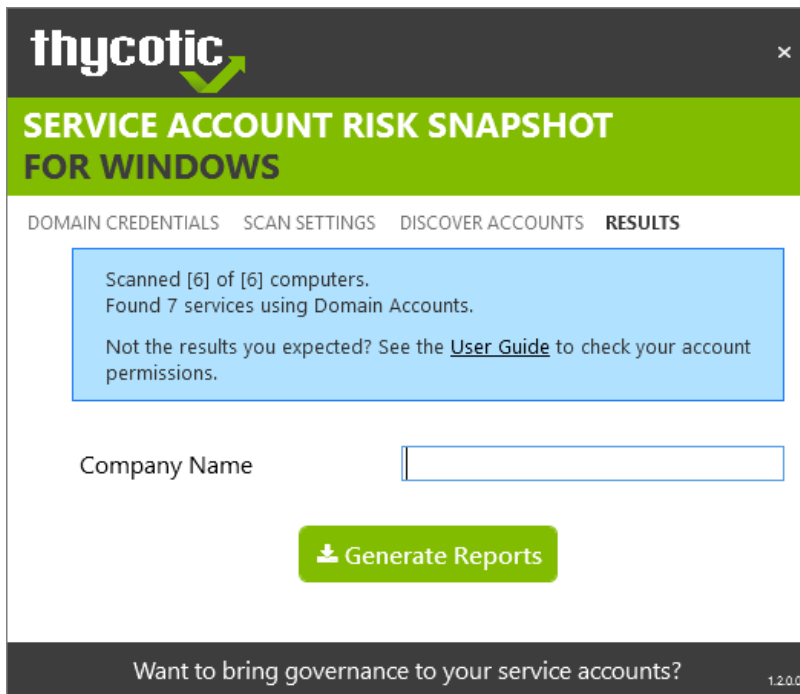 thycotic
×
SERVICE ACCOUNT RISK SNAPSHOT
FOR WINDOWS
DOMAIN CREDENTIALS SCAN SETTINGS DISCOVER ACCOUNTS RESULTS
Scanned [6] of [6] computers.
Found 7 services using Domain Accounts.
Not the results you expected? See the User Guide to check your account
permissions.
Company Name
Generate Reports
Want to bring governance to your service accounts?
1.2.0.0